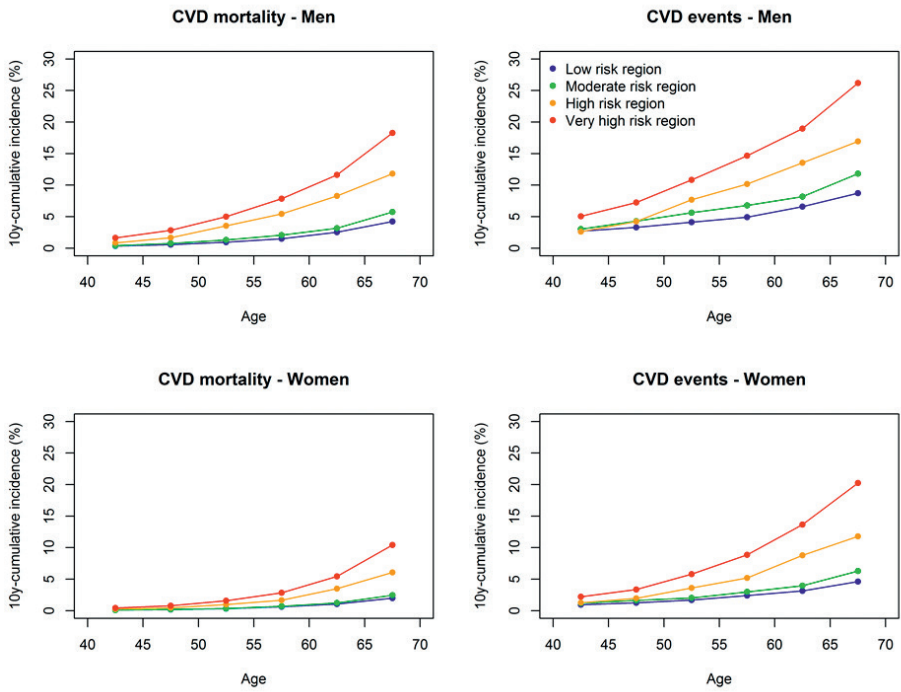 CVD mortality - Men
10y-cumulative incidence (%)
30
25
20
15
10
5
0
40 45 50 55 60 65 70
Age
CVD events - Men
10y-cumulative incidence (%)
30
25
20
15
10
5
0
Low risk region
Moderate risk region
High risk region
Very high risk region
40 45 50 55 60 65 70
Age
CVD mortality - Women
10y-cumulative incidence (%)
30
25
20
15
10
5
0
40 45 50 55 60 65 70
Age
CVD events - Women
10y-cumulative incidence (%)
30
25
20
15
10
5
0
40 45 50 55 60 65 70
Age